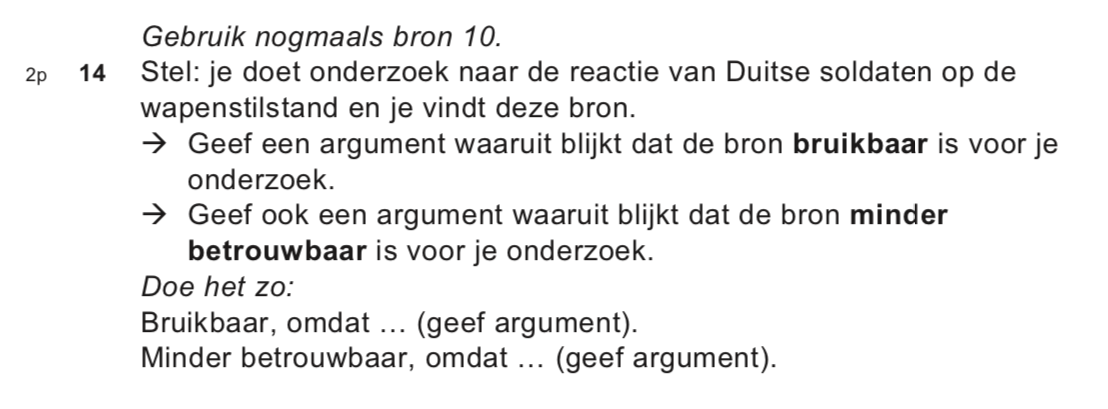 Gebruik nogmaals bron 10.
2p 14 Stel: je doet onderzoek naar de reactie van Duitse soldaten op de
wapenstilstand en je vindt deze bron.
→ Geef een argument waaruit blijkt dat de bron bruikbaar is voor je
onderzoek.
→ Geef ook een argument waaruit blijkt dat de bron minder
betrouwbaar is voor je onderzoek.
Doe het zo:
Bruikbaar, omdat … (geef argument).
Minder betrouwbaar, omdat … (geef argument).